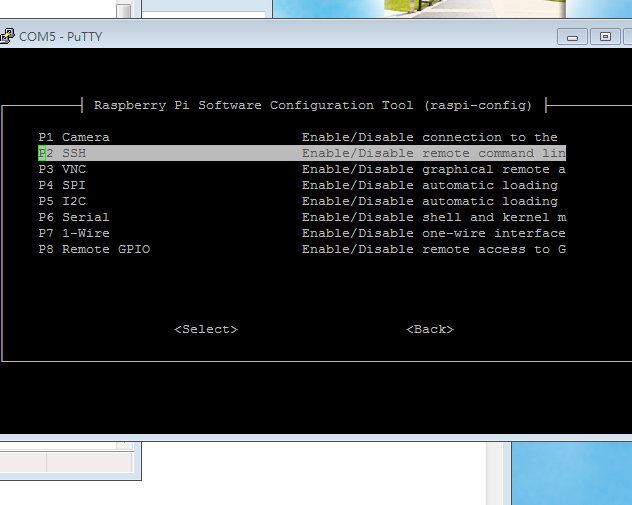 COM5 - PuTTY
Raspberry Pi Software Configuration Tool (raspi-config)
P1 Camera Enable/Disable connection to the
P2 SSH Enable/Disable remote command lin
P3 VNC Enable/Disable graphical remote a
P4 SPI Enable/Disable automatic loading
P5 I2C Enable/Disable automatic loading
P6 Serial Enable/Disable shell and kernel m
P7 1-Wire Enable/Disable one-wire interface
P8 Remote GPIO Enable/Disable remote access to G
<Select> <Back>